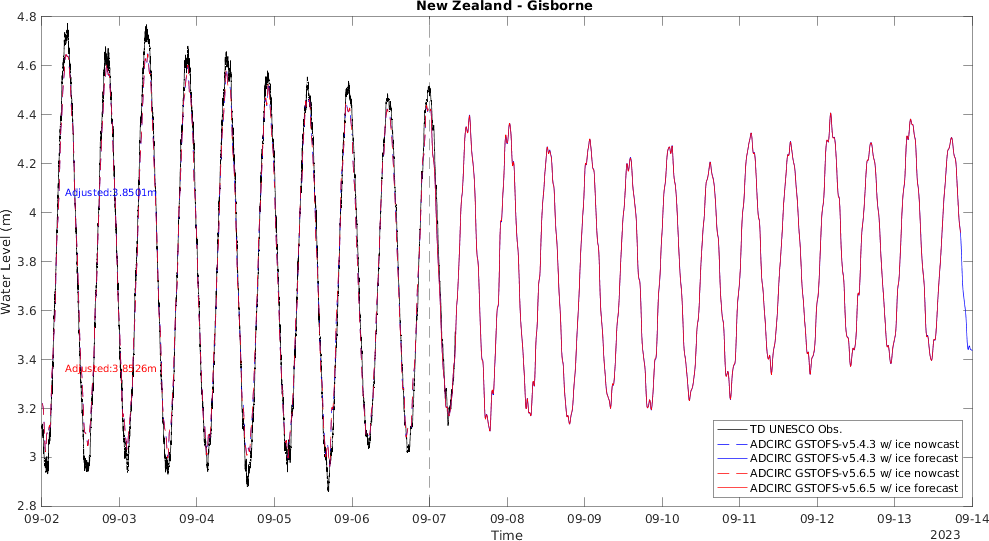 New Zealand - Gisborne
4.8
4.6
4.4
4.2
4
3.8
3.6
3.4
3.2
3
2.8
Water Level (m)
Adjusted:3.8501m
Adjusted:3.8526m
TD UNESCO Obs.
ADCIRC GSTOFS-v5.4.3 w/ ice nowcast
ADCIRC GSTOFS-v5.4.3 w/ ice forecast
ADCIRC GSTOFS-v5.6.5 w/ ice nowcast
ADCIRC GSTOFS-v5.6.5 w/ ice forecast
09-02 09-03 09-04 09-05 09-06 09-07 09-08 09-09 09-10 09-11 09-12 09-13 09-14
Time
2023